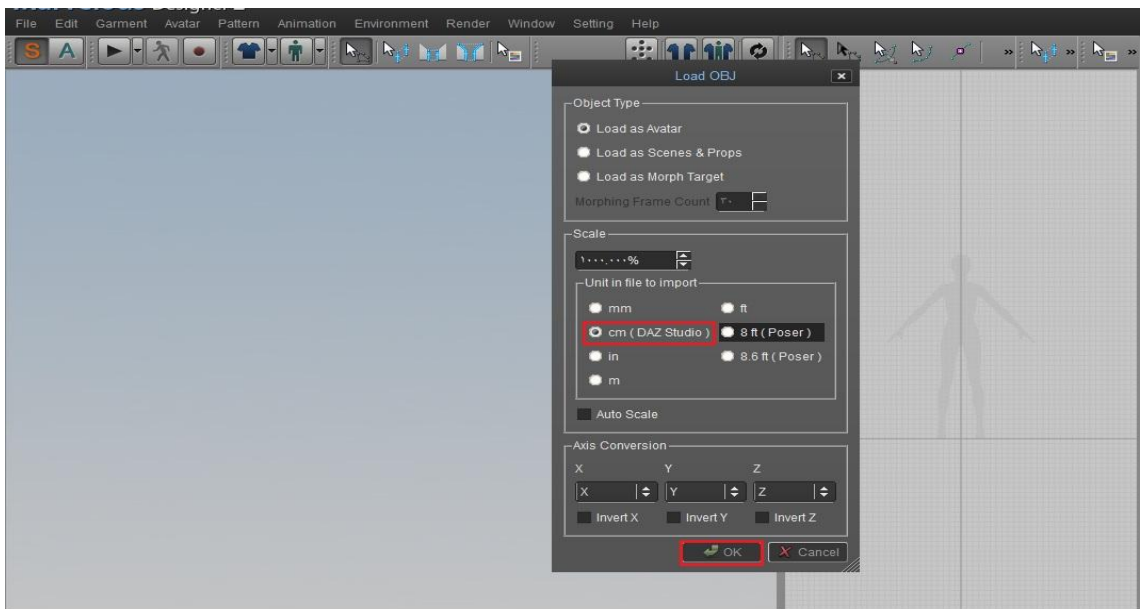 File Edit Garment Avatar Pattern Animation Environment Render Window Setting Help
S A
Load OBJ
Object Type
Load as Avatar
Load as Scenes & Props
Load as Morph Target
Morphing Frame Count ٣٠
Scale
١٠٠٠.٠٠٠%
Unit in file to import
mm ft
cm ( DAZ Studio ) 8 ft ( Poser )
in 8.6 ft ( Poser )
m
Auto Scale
Axis Conversion
X Y Z
X Y Z
Invert X Invert Y Invert Z
OK Cancel